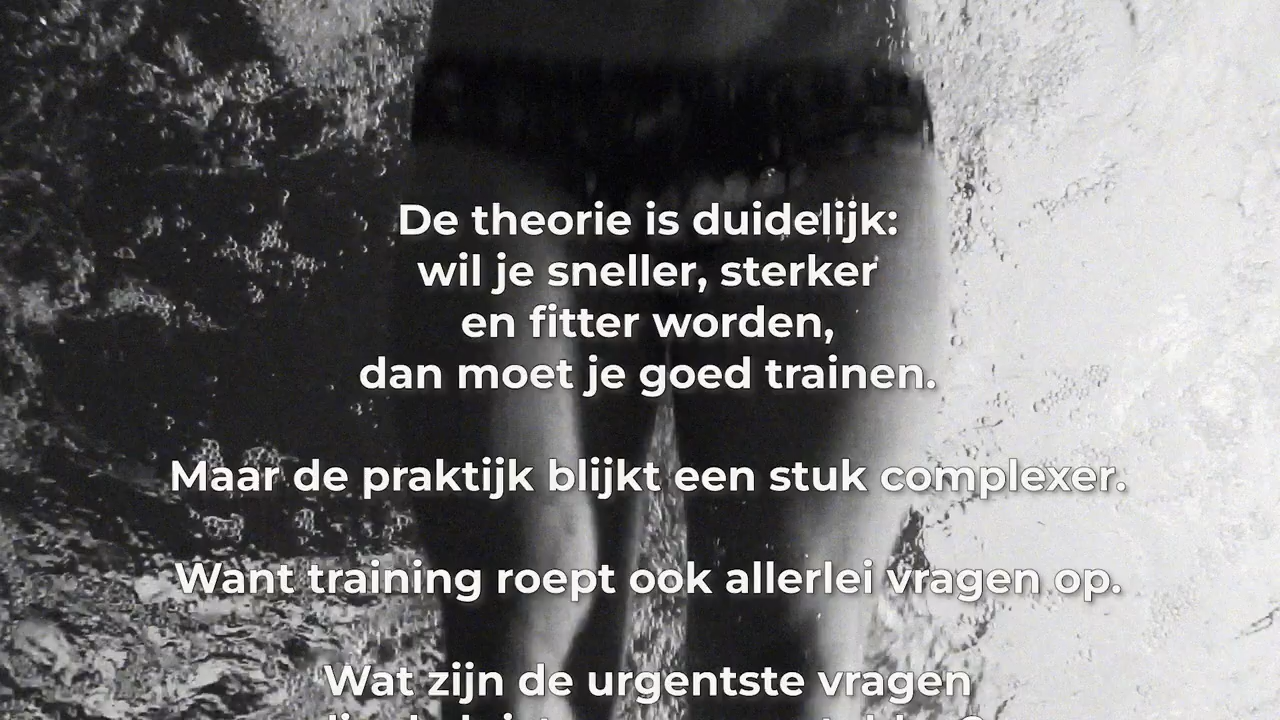 De theorie is duidelijk:
wil je sneller, sterker
en fitter worden,
dan moet je goed trainen.
Maar de praktijk blijkt een stuk complexer.
Want training roept ook allerlei vragen op.
Wat zijn de urgentste vragen